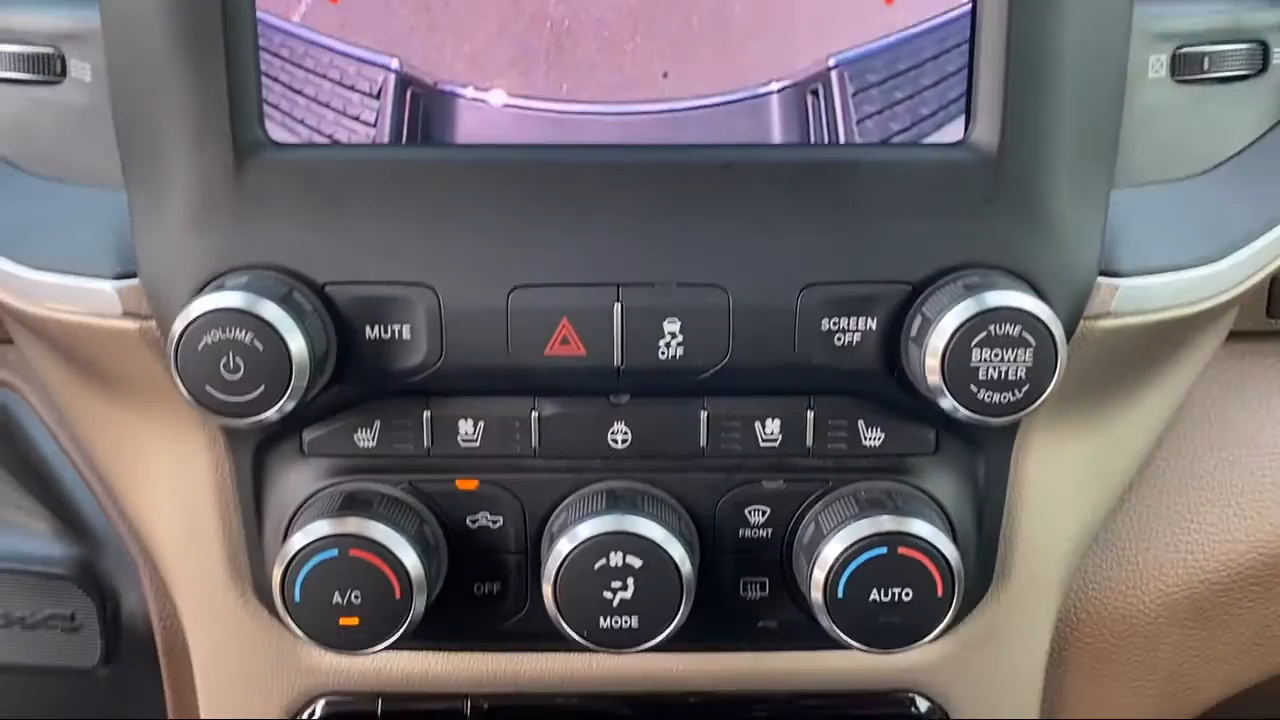 VOLUME
MUTE
OFF
SCREEN
OFF
TUNE
BROWSE
ENTER
SCROLL
FRONT
OFF
A/C
MODE
AUTO